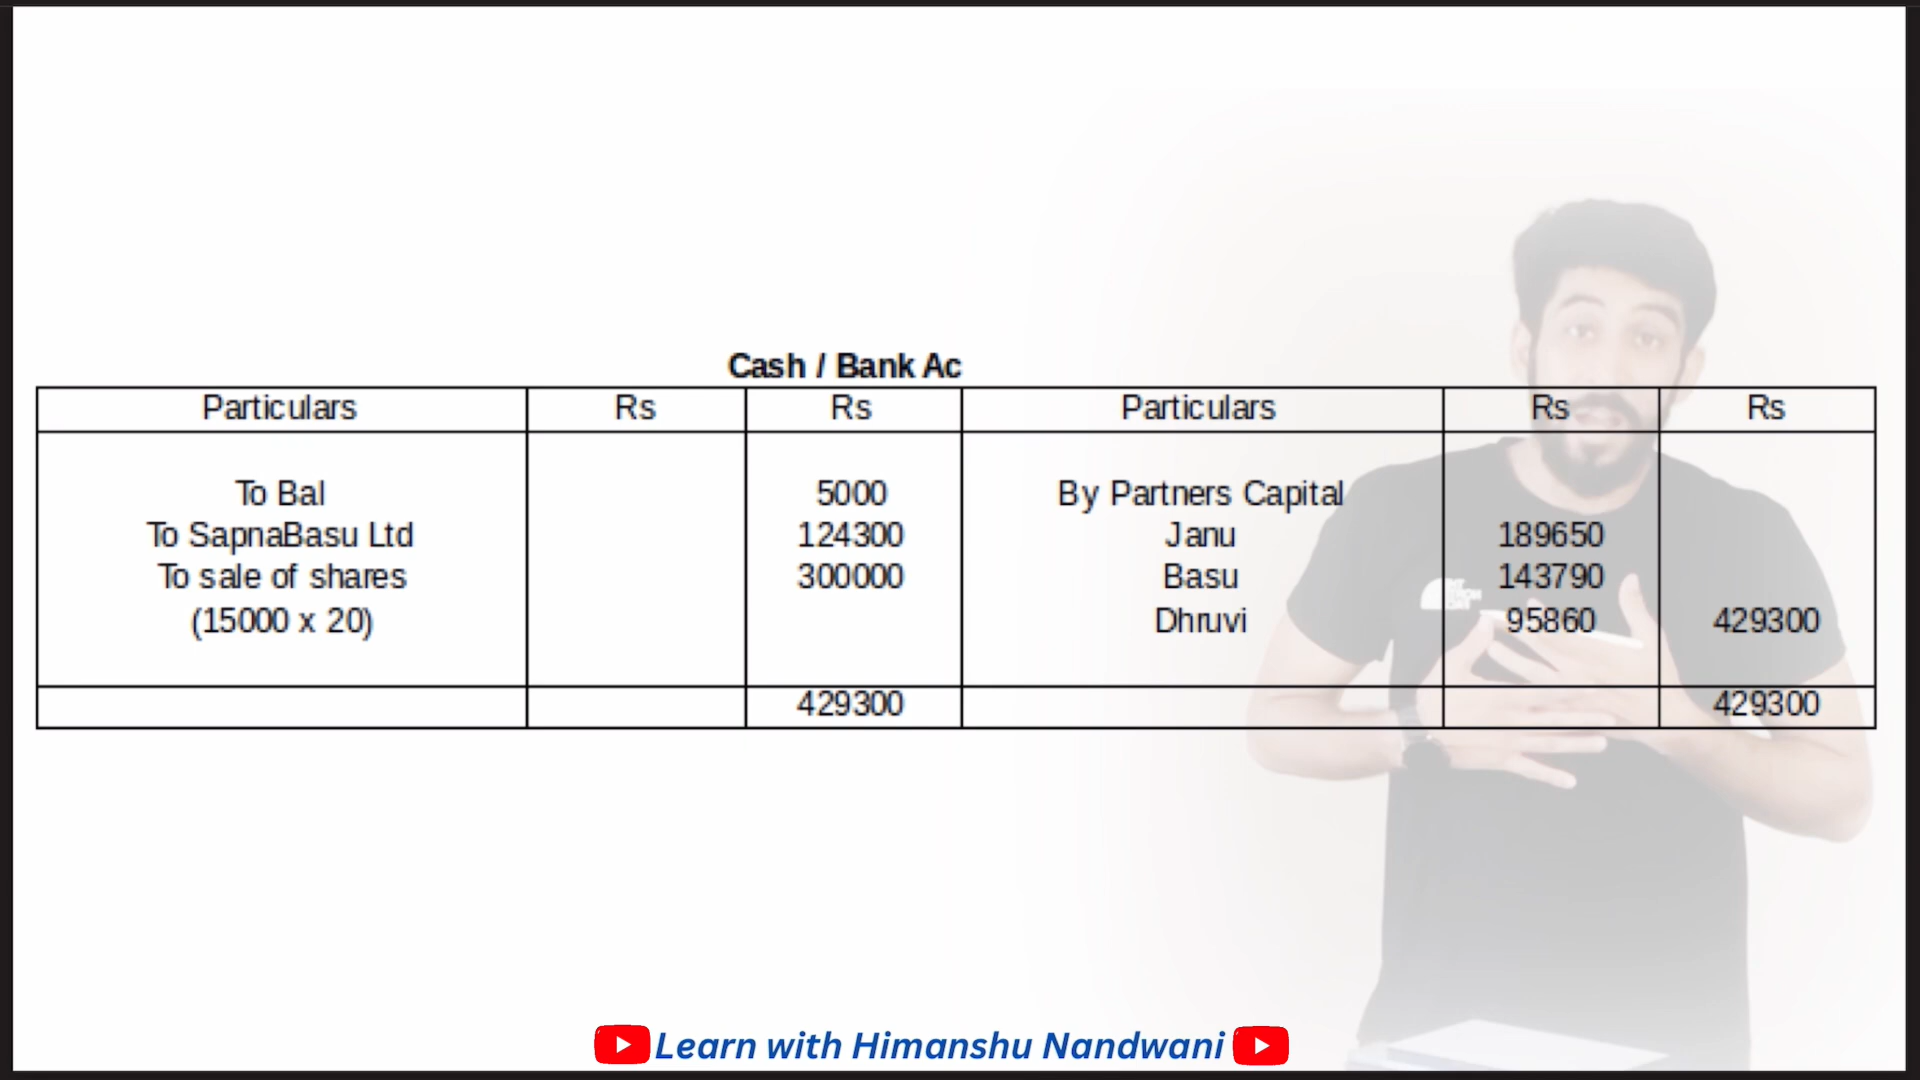 Cash / Bank Ac
Particulars Rs Rs Particulars Rs Rs
To Bal 5000 By Partners Capital
To SapnaBasu Ltd 124300 Janu 189650
To sale of shares 300000 Basu 143790
(15000 x 20) Dhruvi 95860 429300
429300 429300
Learn with Himanshu Nandwani